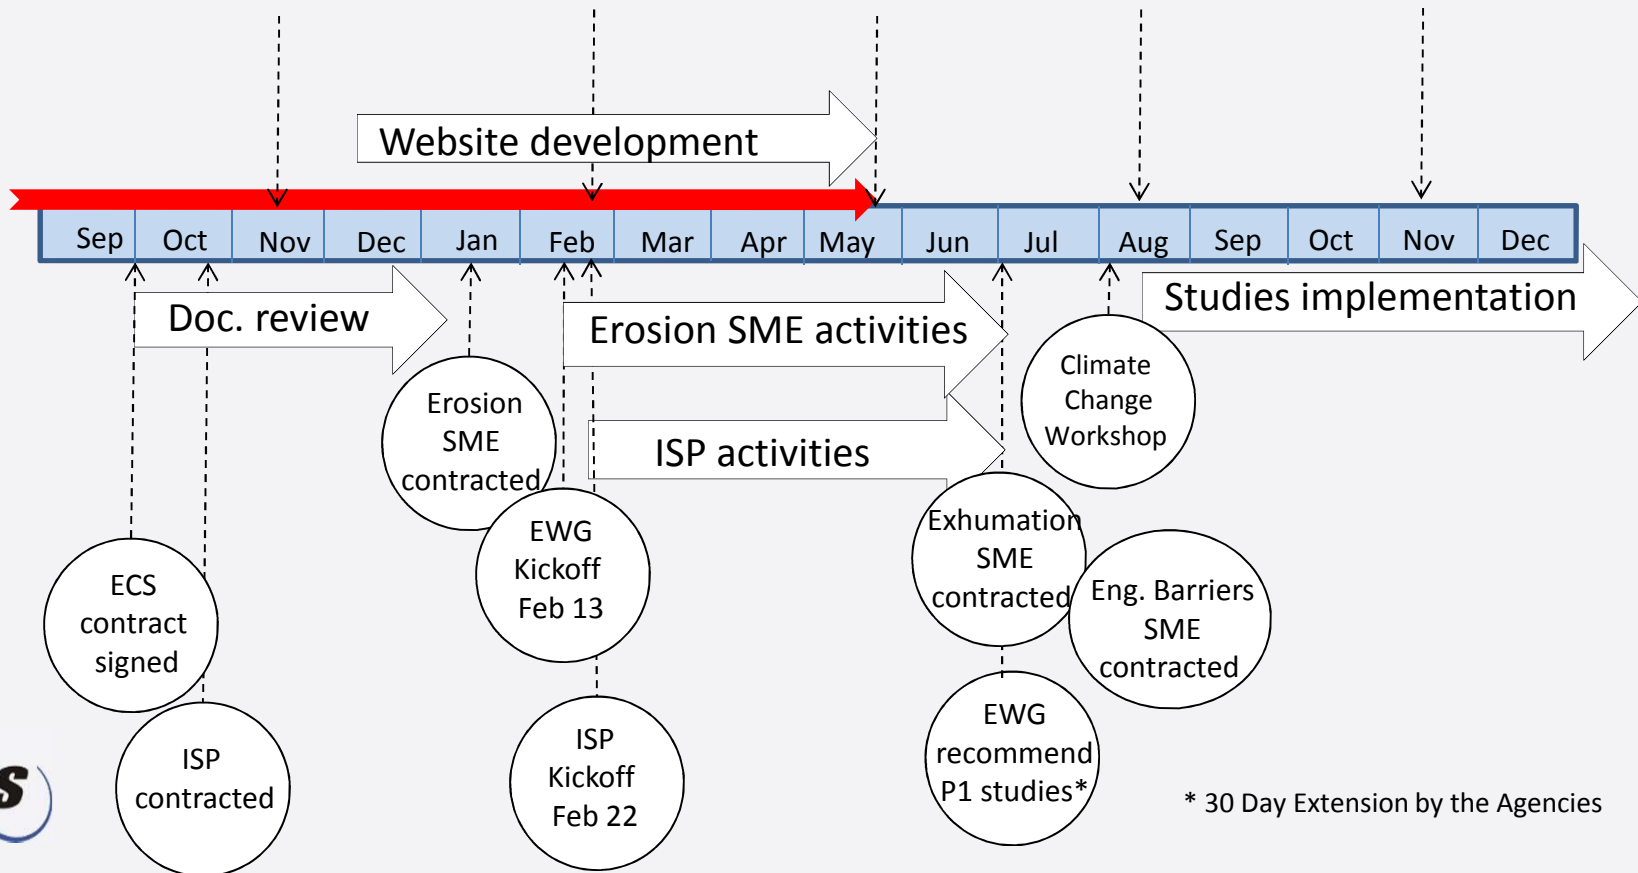 Website development
Sep Oct Nov Dec Jan Feb Mar Apr May Jun Jul Aug Sep Oct Nov Dec
Doc. review
Erosion SME activities
Studies implementation
ISP activities
Erosion
SME
contracted
Climate
Change
Workshop
EWG
Kickoff
Feb 13
Exhumation
SME
contracted
ECS
contract
signed
Eng. Barriers
SME
contracted
ISP
contracted
ISP
Kickoff
Feb 22
EWG
recommend
P1 studies*
S
* 30 Day Extension by the Agencies